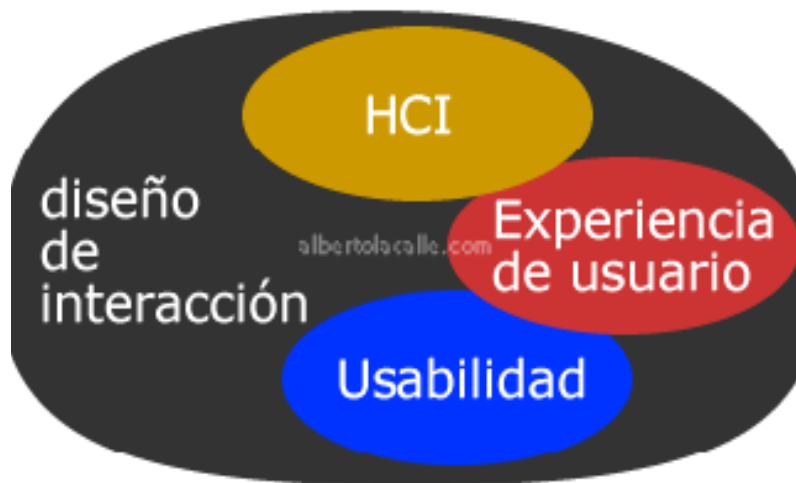 HCI
diseño
de
interacción
albertolacalle.com
Experiencia
de usuario
Usabilidad